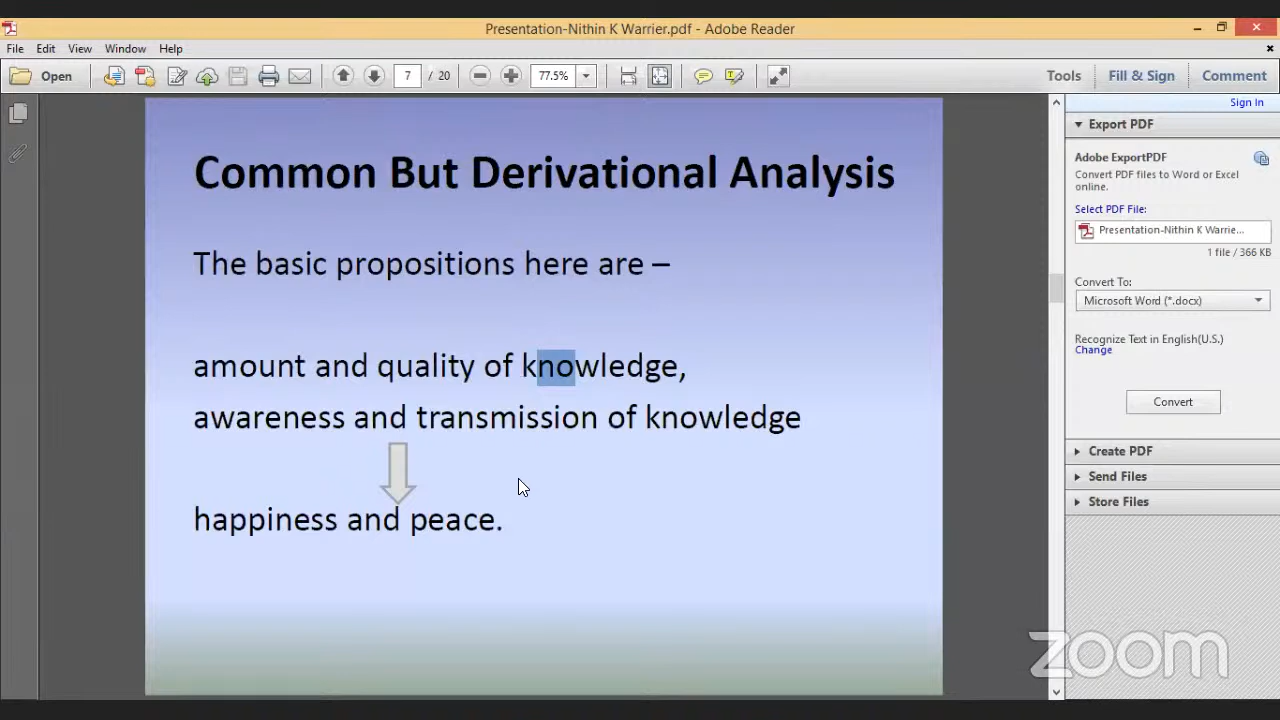 Presentation-Nithin K Warrier.pdf - Adobe Reader
File Edit View Window Help
Open 7 / 20 77.5% Tools Fill & Sign Comment
Sign In
Export PDF
Adobe ExportPDF
Convert PDF files to Word or Excel
online.
Select PDF File:
Presentation-Nithin K Warrie...
1 file / 366 KB
Convert To:
Microsoft Word (*.docx)
Recognize Text in English(U.S.)
Change
Convert
Create PDF
Send Files
Store Files
Common But Derivational Analysis
The basic propositions here are –
amount and quality of knowledge,
awareness and transmission of knowledge
happiness and peace.
zoom